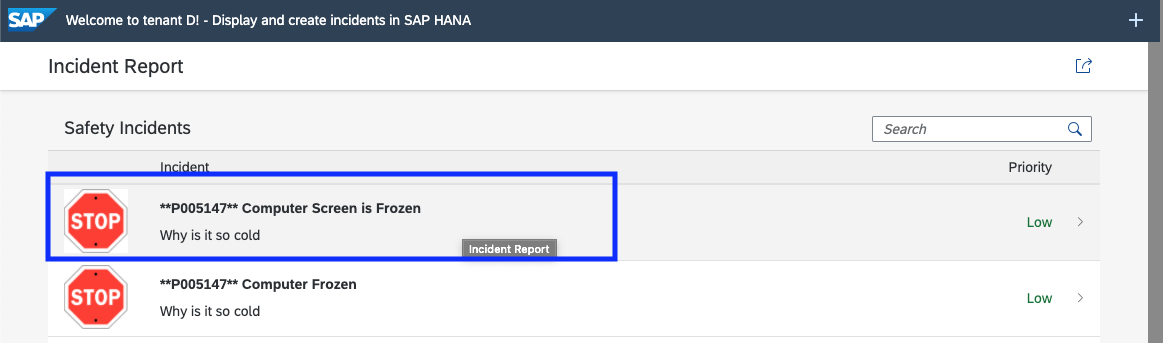 SAP Welcome to tenant D! - Display and create incidents in SAP HANA
Incident Report
Safety Incidents
Search
Incident Priority
STOP
**P005147** Computer Screen is Frozen
Why is it so cold
Low
Incident Report
STOP
**P005147** Computer Frozen
Why is it so cold
Low